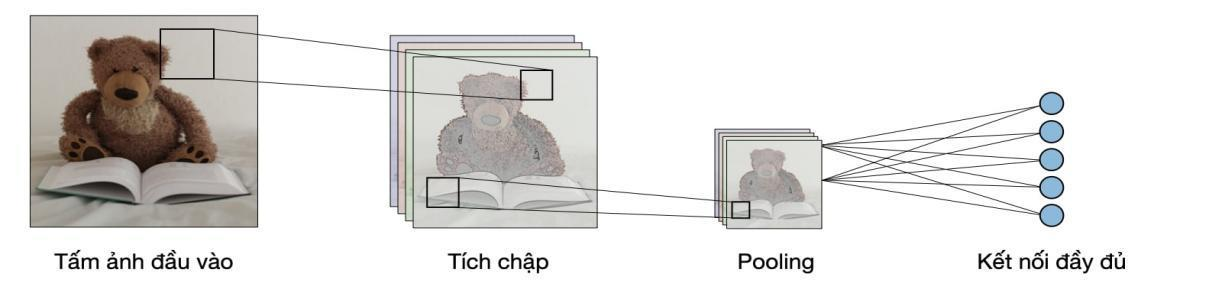 Tấm ảnh đầu vào
Tích chập
Pooling
Kết nối đầy đủ